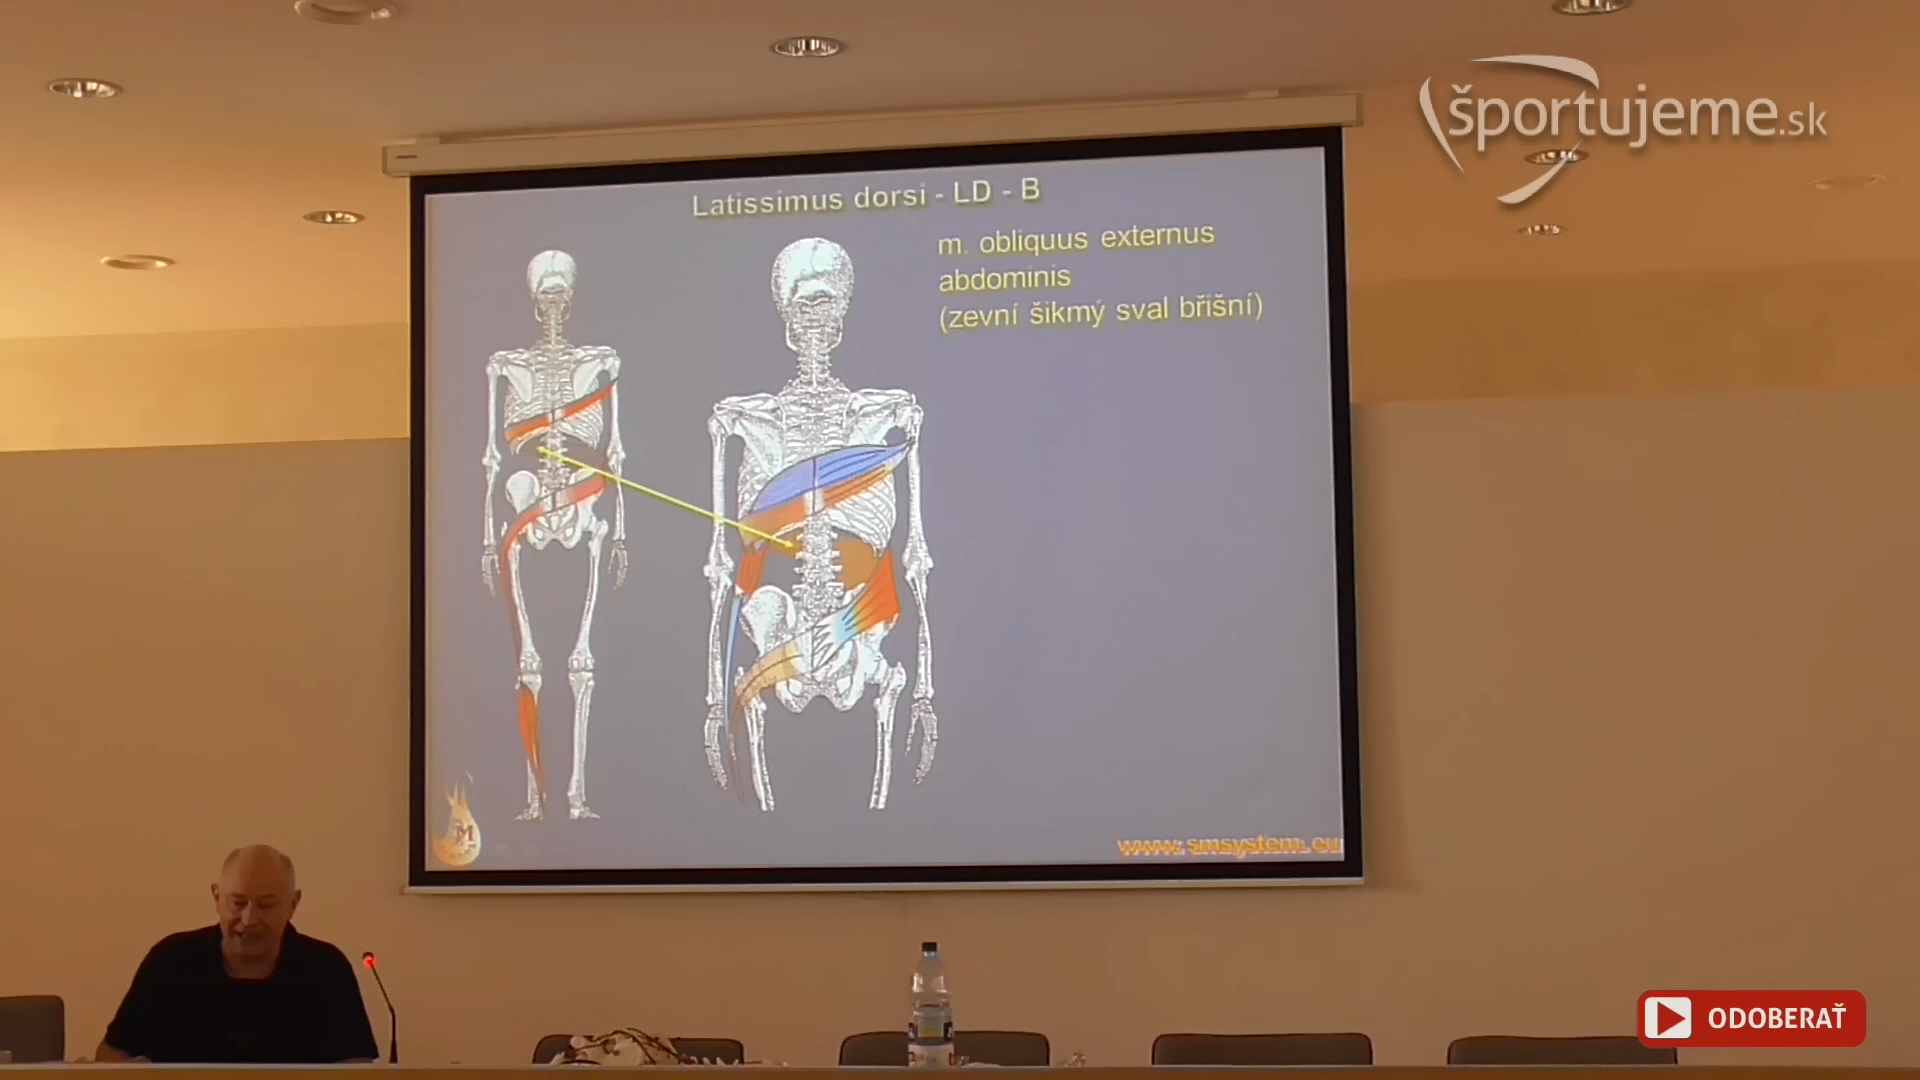 športujeme.sk
Latissimus dorsi - LD - B
m. obliquus externus
abdominis
(zevní šikmý sval břišní)
www.smsystem.eu
ODOBERAŤ